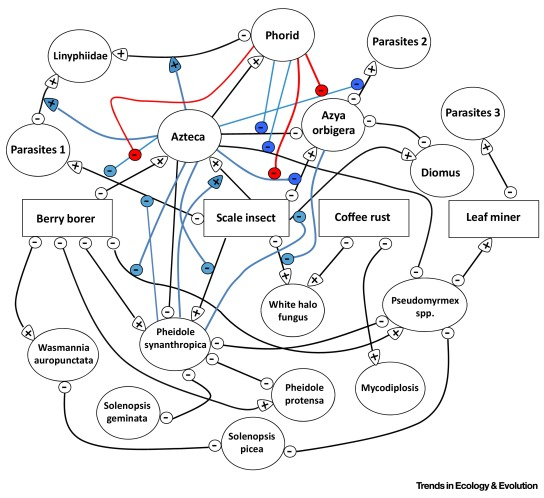 Phorid
Parasites 2
Linyphiidae
Parasites 3
Azteca
Azya
orbigera
Parasites 1
Diomus
Berry borer
Scale insect
Coffee rust
Leaf miner
White halo
fungus
Pseudomyrmex
spp.
Pheidole
synanthropica
Wasmannia
auropunctata
Pheidole
protensa
Mycodiplosis
Solenopsis
geminata
Solenopsis
picea
Trends in Ecology & Evolution